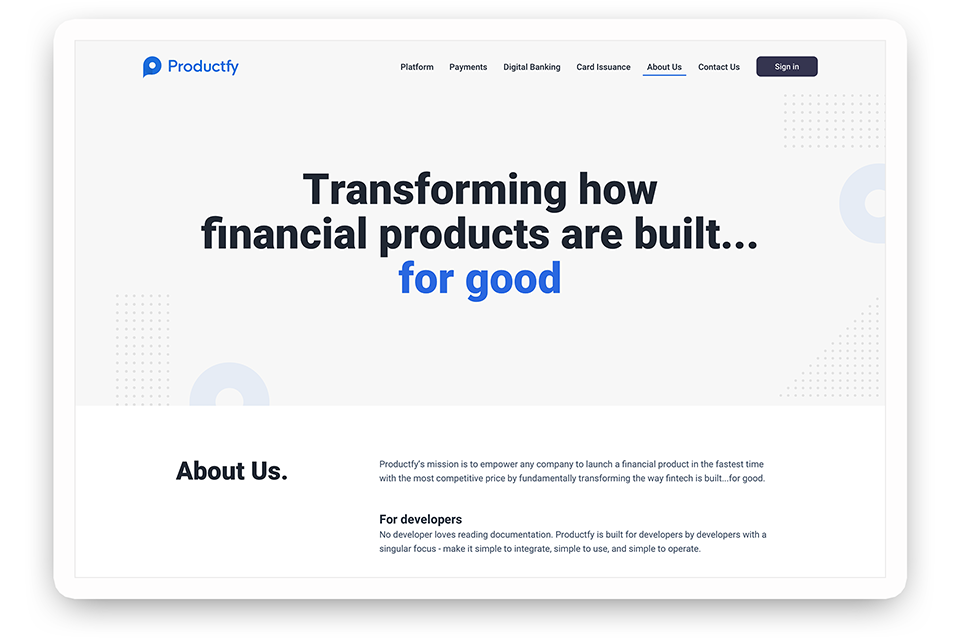 Productfy
Platform Payments Digital Banking Card Issuance About Us Contact Us Sign in
Transforming how
financial products are built...
for good
About Us.
Productfy's mission is to empower any company to launch a financial product in the fastest time
with the most competitive price by fundamentally transforming the way fintech is built...for good.
For developers
No developer loves reading documentation. Productfy is built for developers by developers with a
singular focus - make it simple to integrate, simple to use, and simple to operate.